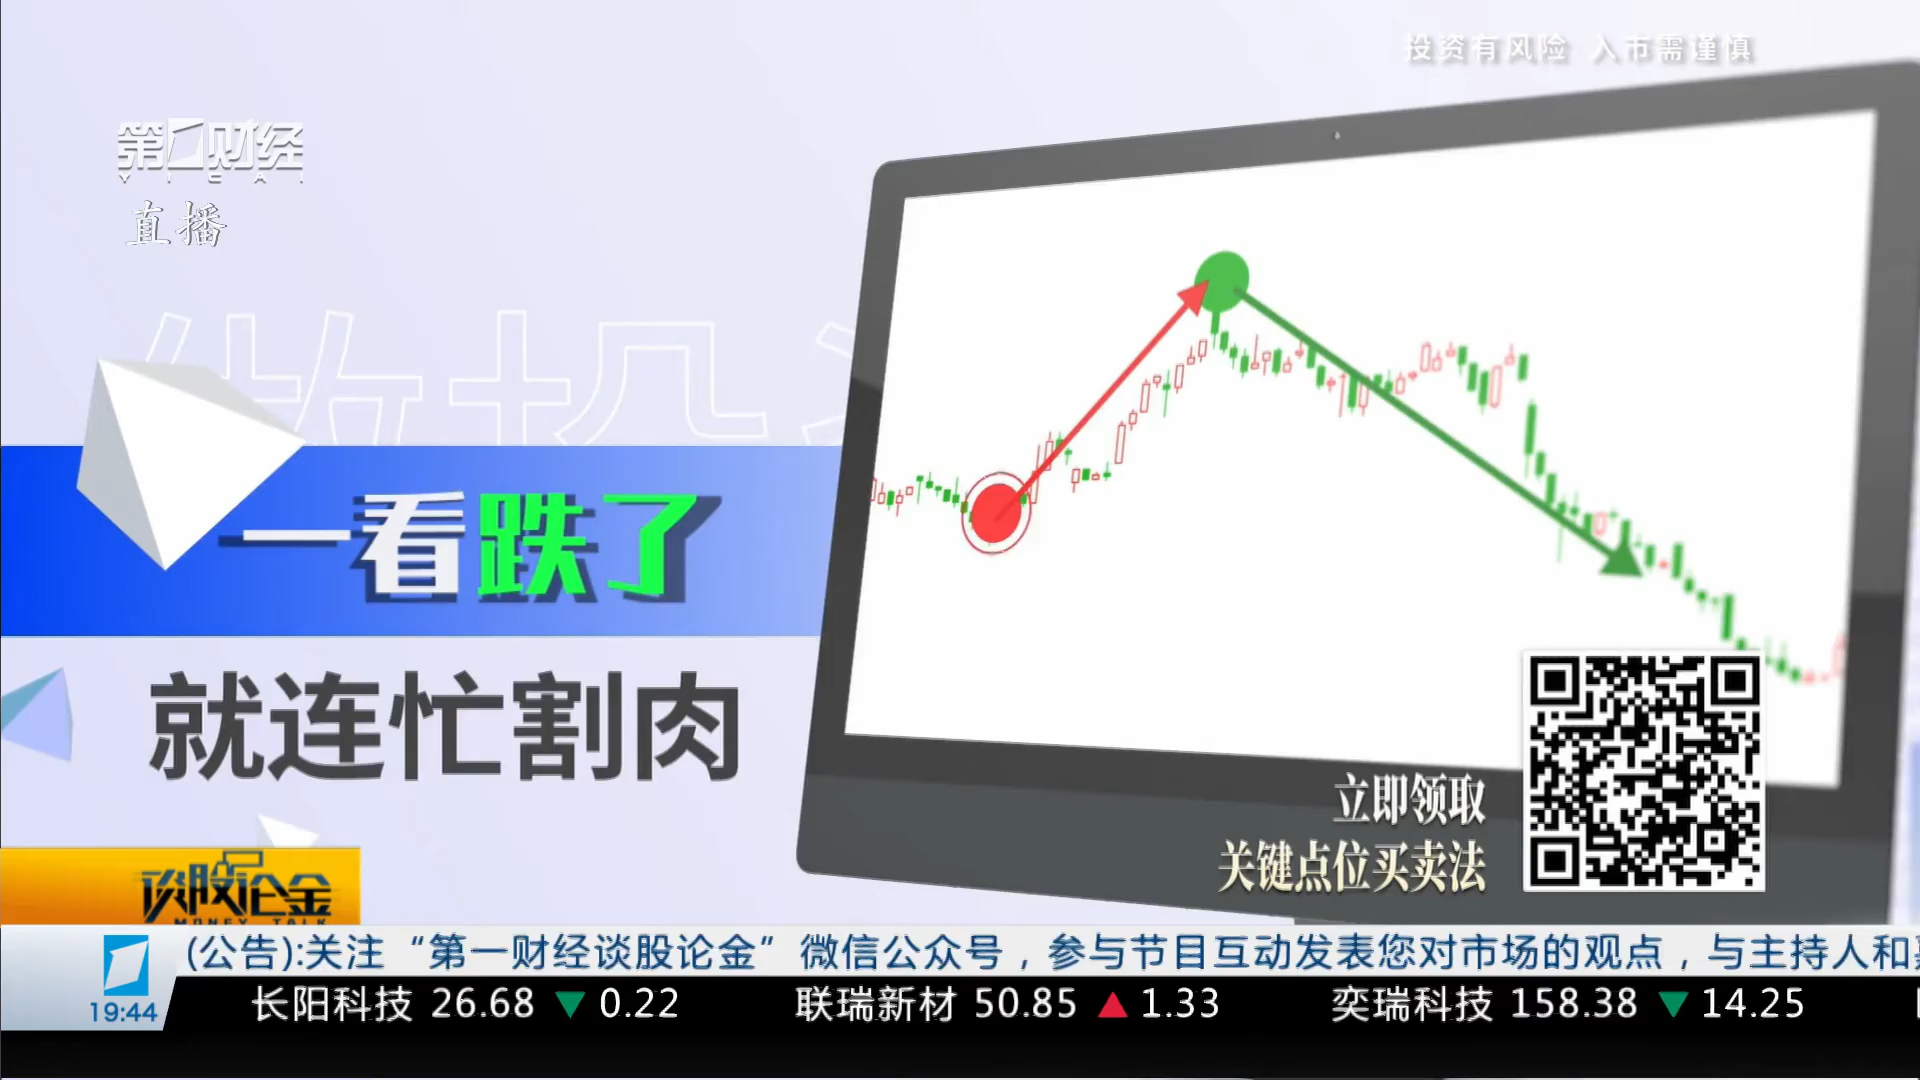 投资有风险 入市需谨慎
第一财经
YICAI
直播
做投
一看跌了
就连忙割肉
立即领取
关键点位买卖法
谈股论金
MONEY TALK
(公告):关注“第一财经谈股论金”微信公众号，参与节目互动发表您对市场的观点，与主持人和
19:44
长阳科技 26.68 ▼ 0.22 联瑞新材 50.85 ▲ 1.33 奕瑞科技 158.38 ▼ 14.25